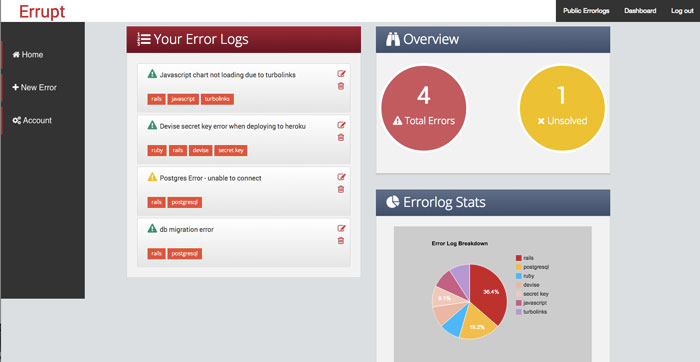 Errupt
Public Errorlogs Dashboard Log out
Home
New Error
Account
Your Error Logs
Javascript chart not loading due to turbolinks
rails javascript turbolinks
Devise secret key error when deploying to heroku
ruby rails devise secret key
Postgres Error - unable to connect
rails postgresql
db migration error
rails postgresql
Overview
4
Total Errors
1
Unsolved
Errorlog Stats
Error Log Breakdown
36.4%
18.2%
9.1%
rails
postgresql
ruby
devise
secret key
javascript
turbolinks